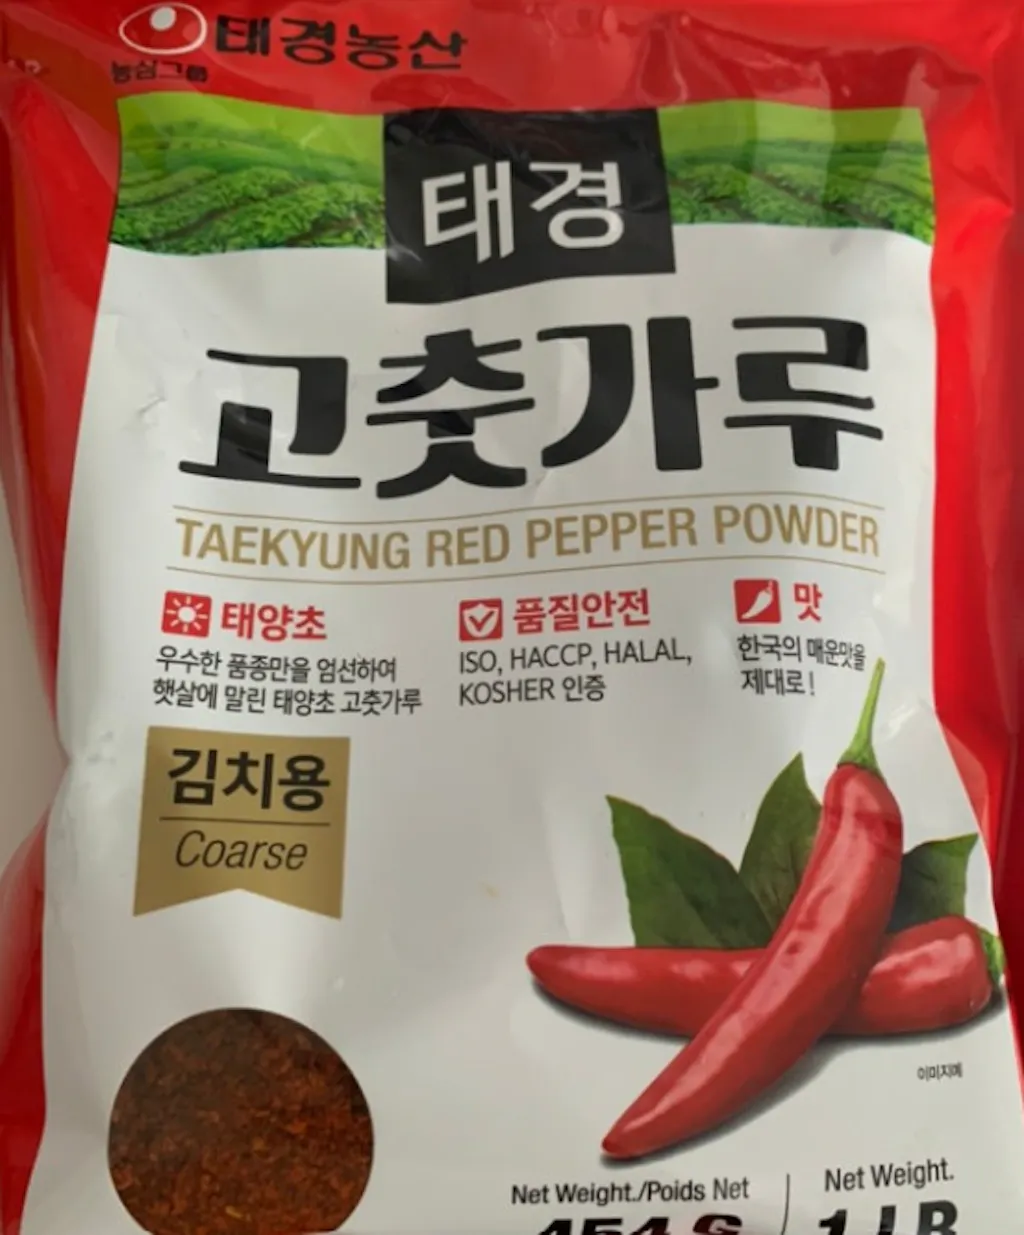 태경농산
농심그룹
태경
고춧가루
TAEKYUNG RED PEPPER POWDER
태양초
우수한 품종만을 엄선하여
햇살에 말린 태양초 고춧가루
품질안전
ISO, HACCP, HALAL,
KOSHER 인증
맛
한국의 매운맛을
제대로!
김치용
Coarse
이미지예
Net Weight./Poids Net
454 G
Net Weight.
1 LB